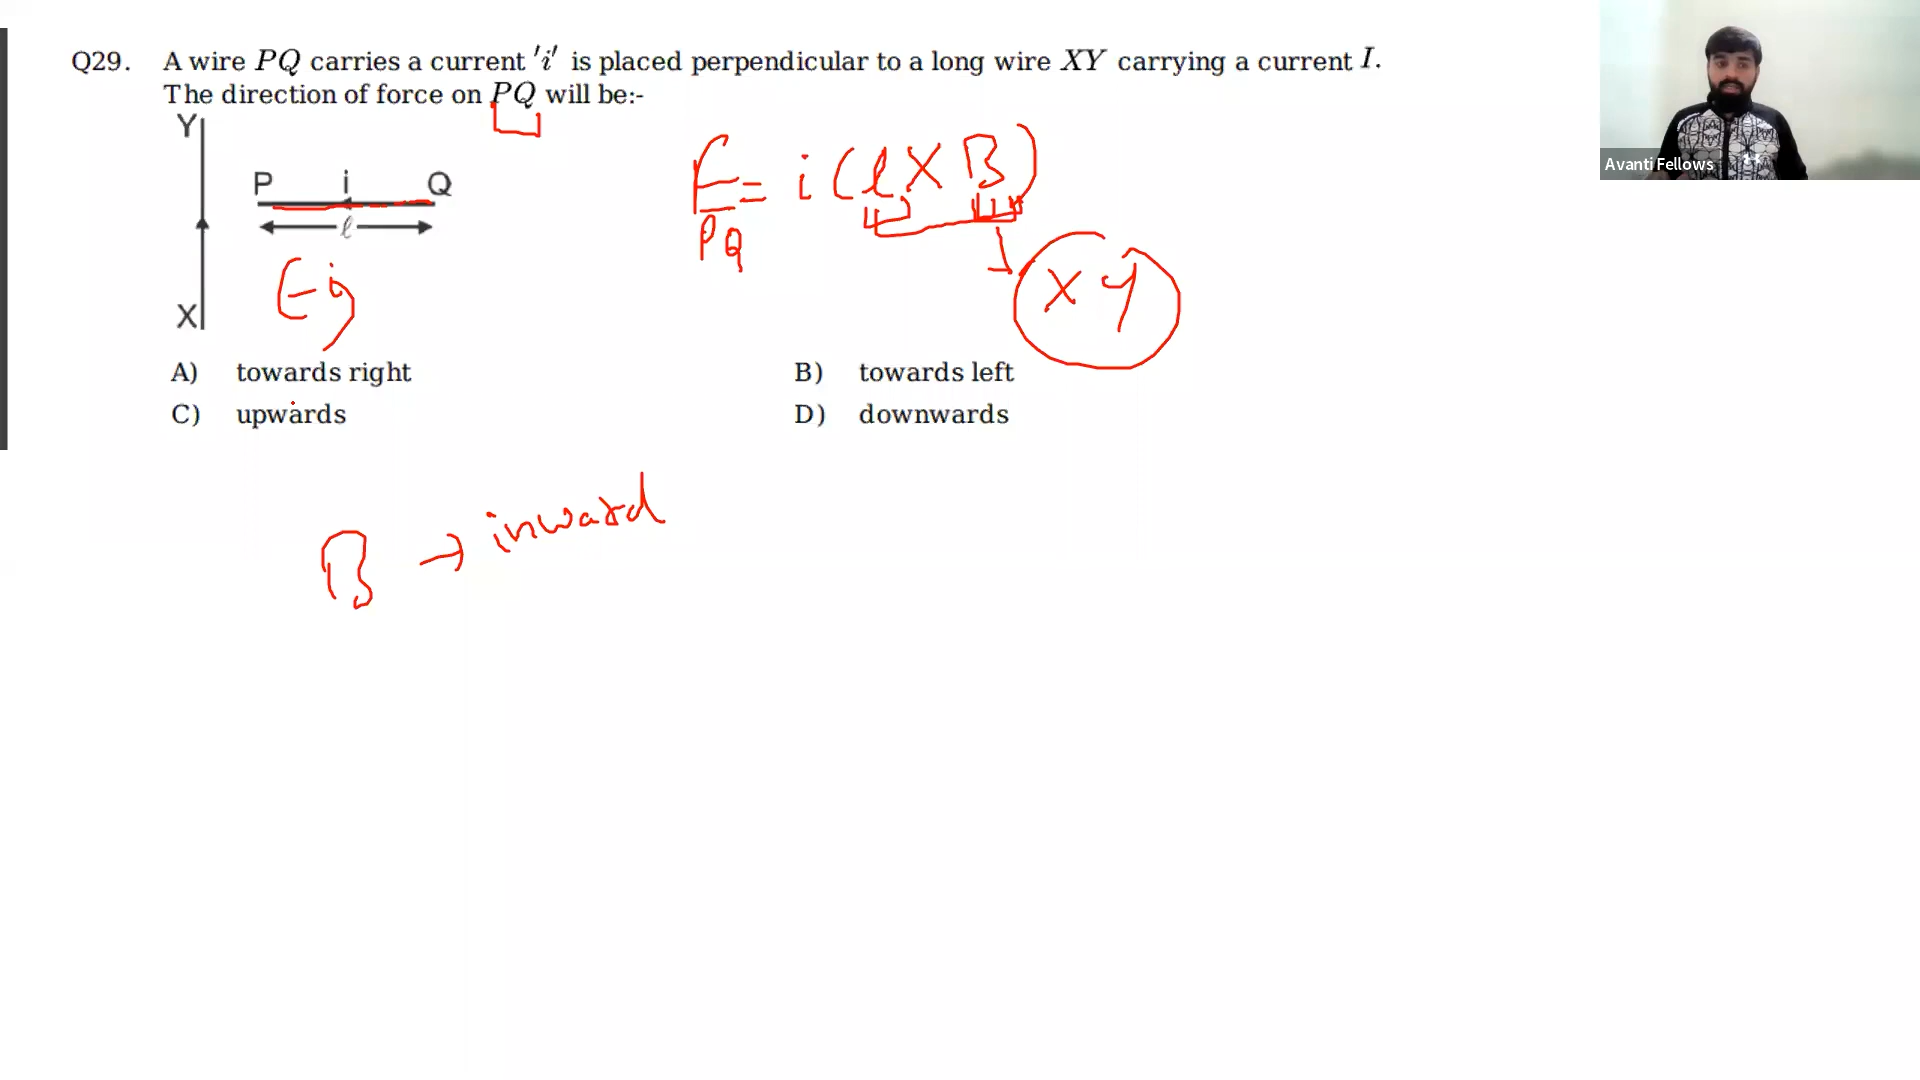 Q29. A wire PQ carries a current 'i' is placed perpendicular to a long wire XY carrying a current I.
The direction of force on PQ will be:-
Y
P i Q
ℓ
X
(-i)
F = i (l X B)
PQ
XY
A) towards right B) towards left
C) upwards D) downwards
B → inward
Avanti Fellows